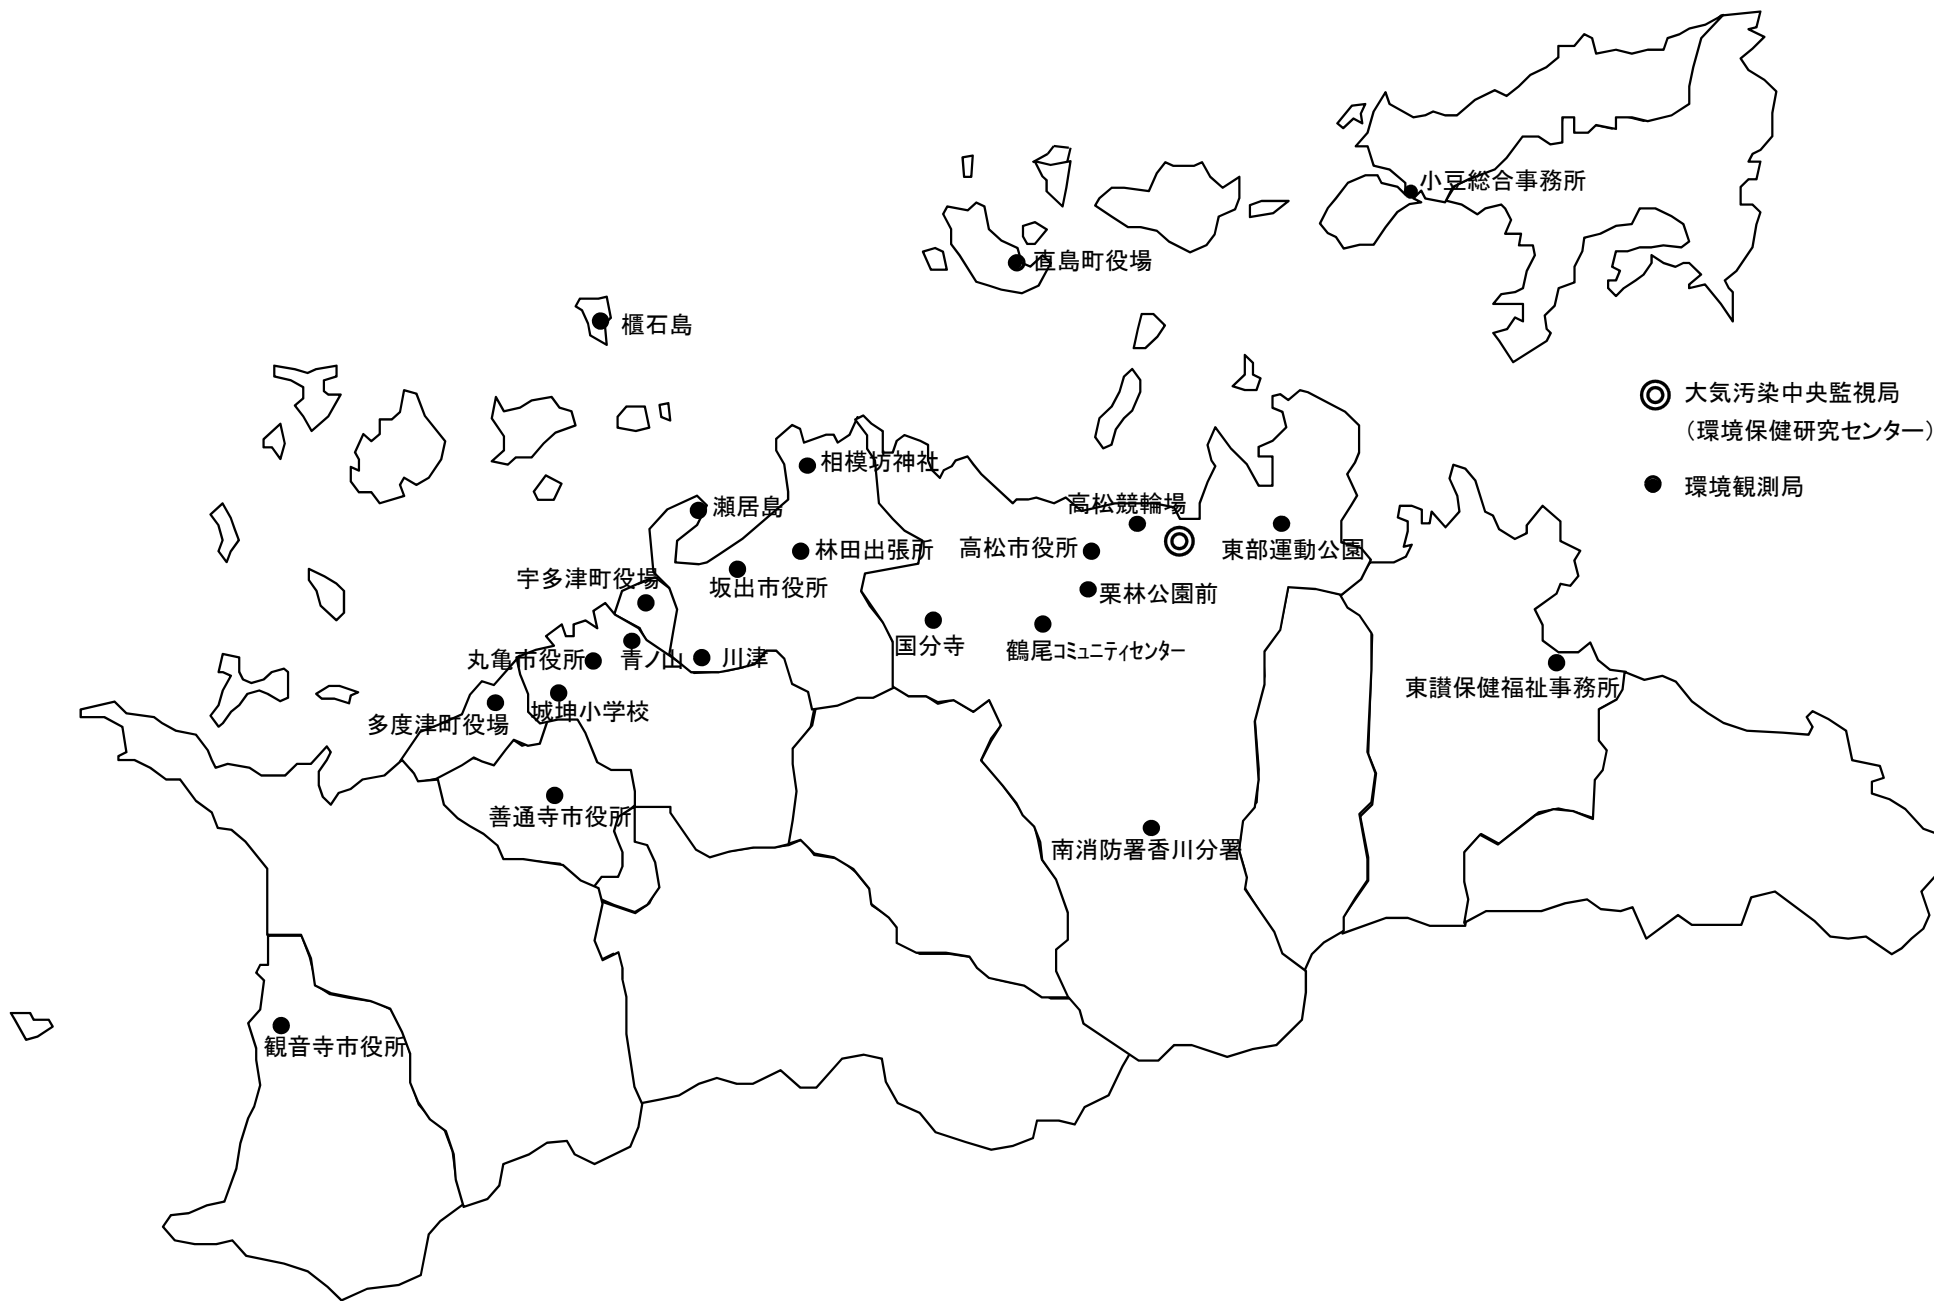 小豆総合事務所
直島町役場
櫃石島
大気汚染中央監視局
（環境保健研究センター）
環境観測局
相模坊神社
瀬居島
高松競輪場
林田出張所
高松市役所
東部運動公園
宇多津町役場
坂出市役所
栗林公園前
国分寺
鶴尾ｺﾐｭﾆﾃｨｾﾝﾀｰ
丸亀市役所
青ノ山
川津
東讃保健福祉事務所
城坤小学校
多度津町役場
善通寺市役所
南消防署香川分署
観音寺市役所